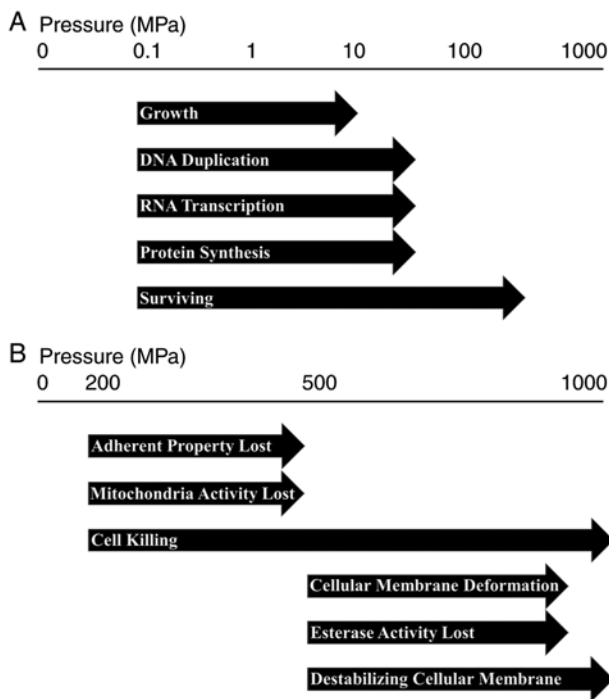 A
Pressure (MPa)
0 0.1 1 10 100 1000
Growth
DNA Duplication
RNA Transcription
Protein Synthesis
Surviving
B
Pressure (MPa)
0 200 500 1000
Adherent Property Lost
Mitochondria Activity Lost
Cell Killing
Cellular Membrane Deformation
Esterase Activity Lost
Destabilizing Cellular Membrane